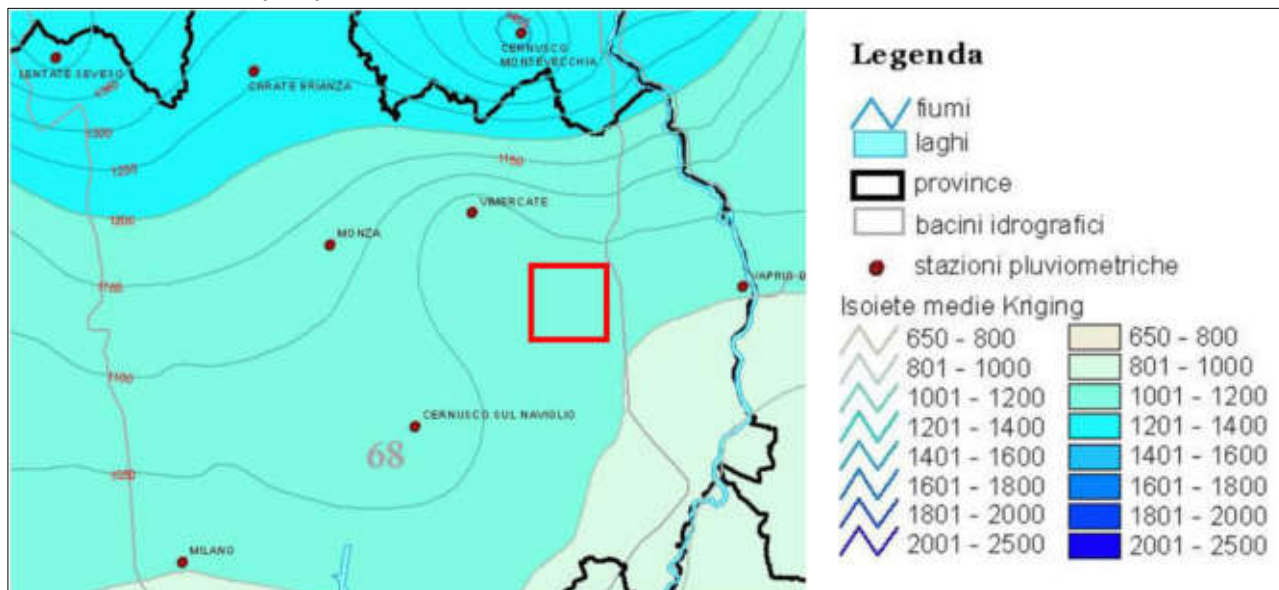 CERNUSCO
MONTEVECCHIA
LENTATE SEVESO
CARATE BRIANZA
1300
1250
1200
1150
VIMERCATE
MONZA
VAPRIO-D
1100
CERNUSCO SUL NAVIGLIO
68
MILANO
Legenda
fiumi
laghi
province
bacini idrografici
stazioni pluviometriche
Isoiete medie Kriging
650 - 800 650 - 800
801 - 1000 801 - 1000
1001 - 1200 1001 - 1200
1201 - 1400 1201 - 1400
1401 - 1600 1401 - 1600
1601 - 1800 1601 - 1800
1801 - 2000 1801 - 2000
2001 - 2500 2001 - 2500